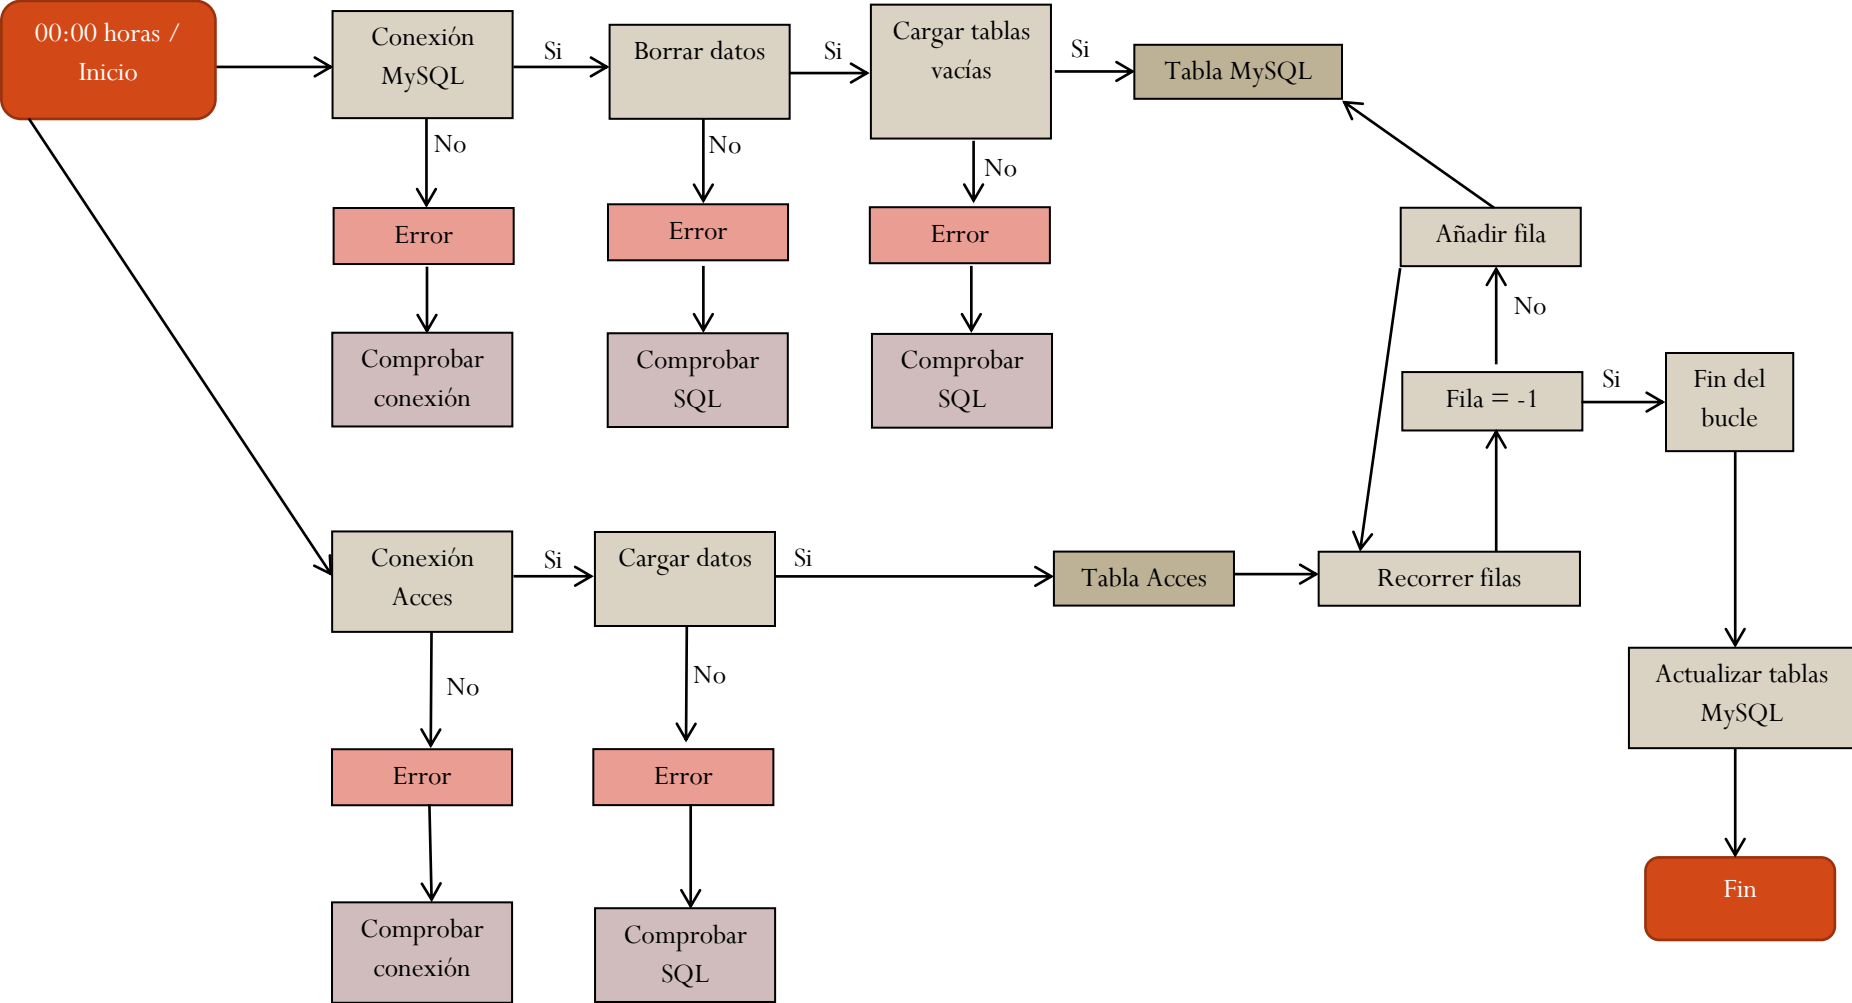 00:00 horas /
Inicio
Conexión
MySQL
Si
Borrar datos
Si
Cargar tablas
vacías
Si
Tabla MySQL
No
No
No
Error
Error
Error
Añadir fila
No
Comprobar
conexión
Comprobar
SQL
Comprobar
SQL
Fila = -1
Si
Fin del
bucle
Conexión
Acces
Si
Cargar datos
Si
Tabla Acces
Recorrer filas
No
No
Actualizar tablas
MySQL
Error
Error
Fin
Comprobar
conexión
Comprobar
SQL